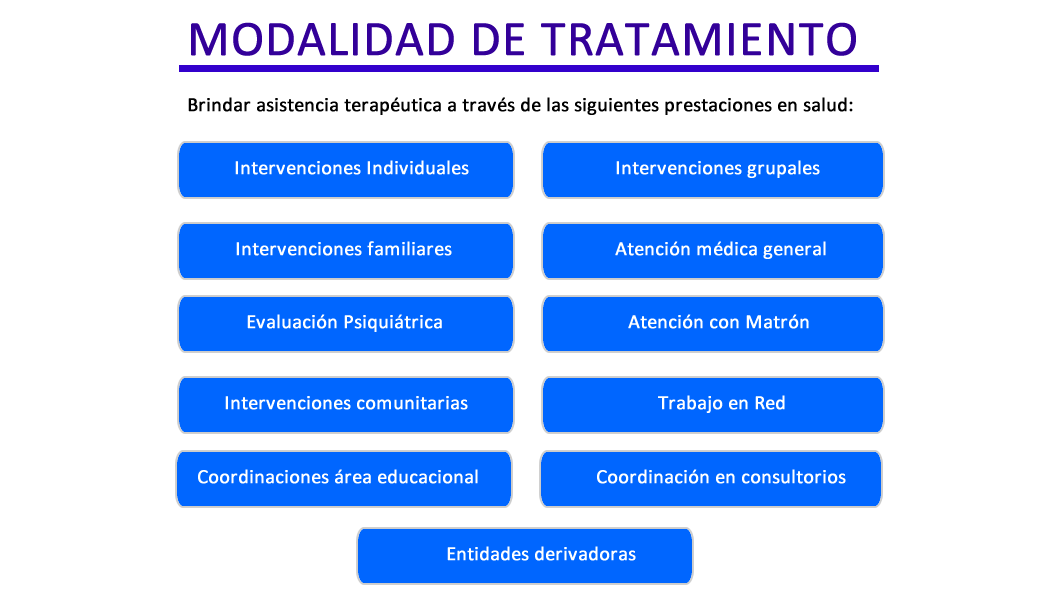 MODALIDAD DE TRATAMIENTO
Brindar asistencia terapéutica a través de las siguientes prestaciones en salud:
Intervenciones Individuales
Intervenciones grupales
Intervenciones familiares
Atención médica general
Evaluación Psiquiátrica
Atención con Matrón
Intervenciones comunitarias
Trabajo en Red
Coordinaciones área educacional
Coordinación en consultorios
Entidades derivadoras